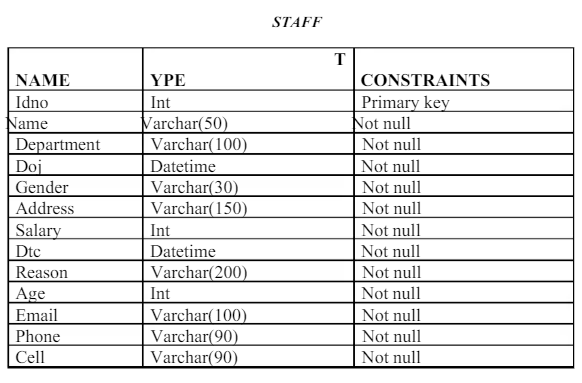 STAFF
T
NAME YPE CONSTRAINTS
Idno Int Primary key
Name Varchar(50) Not null
Department Varchar(100) Not null
Doj Datetime Not null
Gender Varchar(30) Not null
Address Varchar(150) Not null
Salary Int Not null
Dtc Datetime Not null
Reason Varchar(200) Not null
Age Int Not null
Email Varchar(100) Not null
Phone Varchar(90) Not null
Cell Varchar(90) Not null